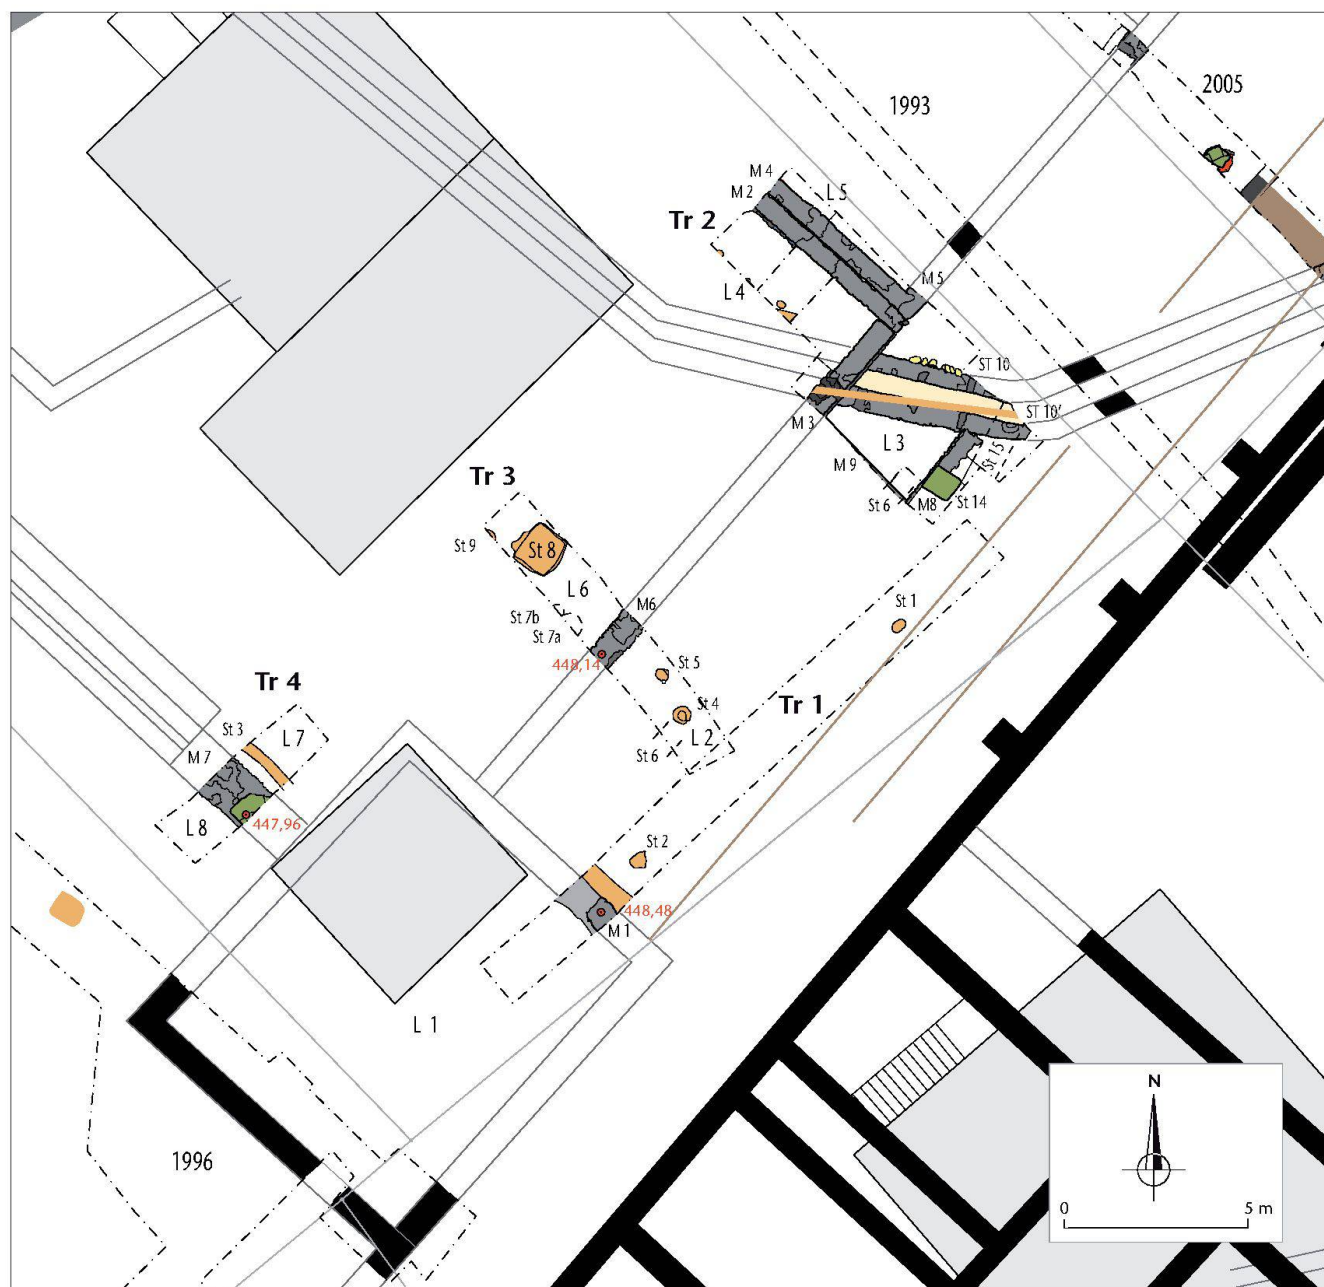 1993
2005
M 4
M 2
L 5
Tr 2
M 5
L 4
ST 10
ST 10'
M 3
L 3
M 9
St 15
St 6
M8
St 14
Tr 3
St 8
St 9
L 6
M6
St 7b
St 7a
448,14
St 1
St 5
St 4
L 2
St 6
Tr 1
Tr 4
St 3
L 7
M 7
447,96
L 8
St 2
448,48
M 1
L 1
1996
N
0
5 m